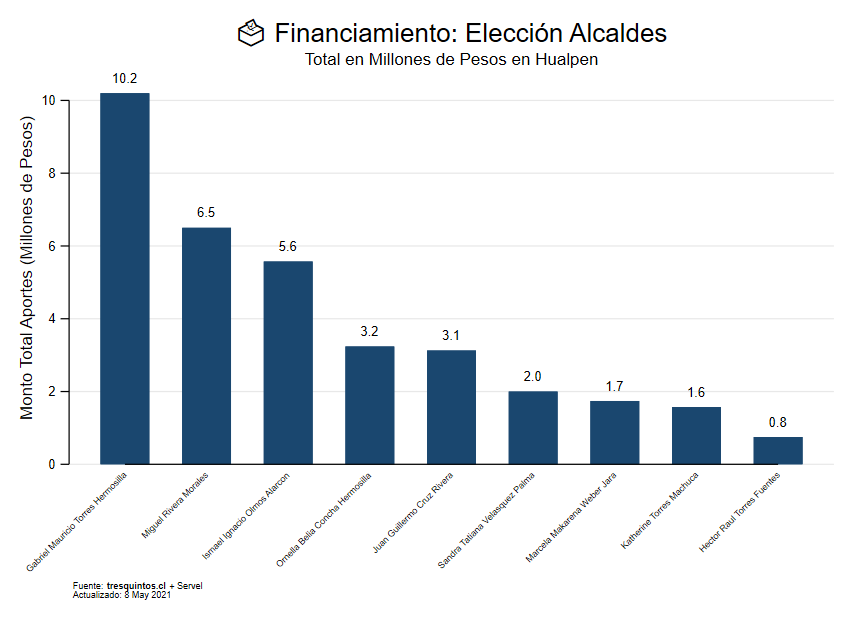 Financiamiento: Elección Alcaldes
Total en Millones de Pesos en Hualpen
Monto Total Aportes (Millones de Pesos)
10
8
6
4
2
0
10.2
6.5
5.6
3.2
3.1
2.0
1.7
1.6
0.8
Gabriel Mauricio Torres Hermosilla
Miguel Rivera Morales
Ismael Ignacio Olmos Alarcon
Ornella Belia Concha Hermosilla
Juan Guillermo Cruz Rivera
Sandra Tatiana Velasquez Palma
Marcela Makarena Weber Jara
Katherine Torres Machuca
Hector Raul Torres Fuentes
Fuente: tresquintos.cl + Servel
Actualizado: 8 May 2021